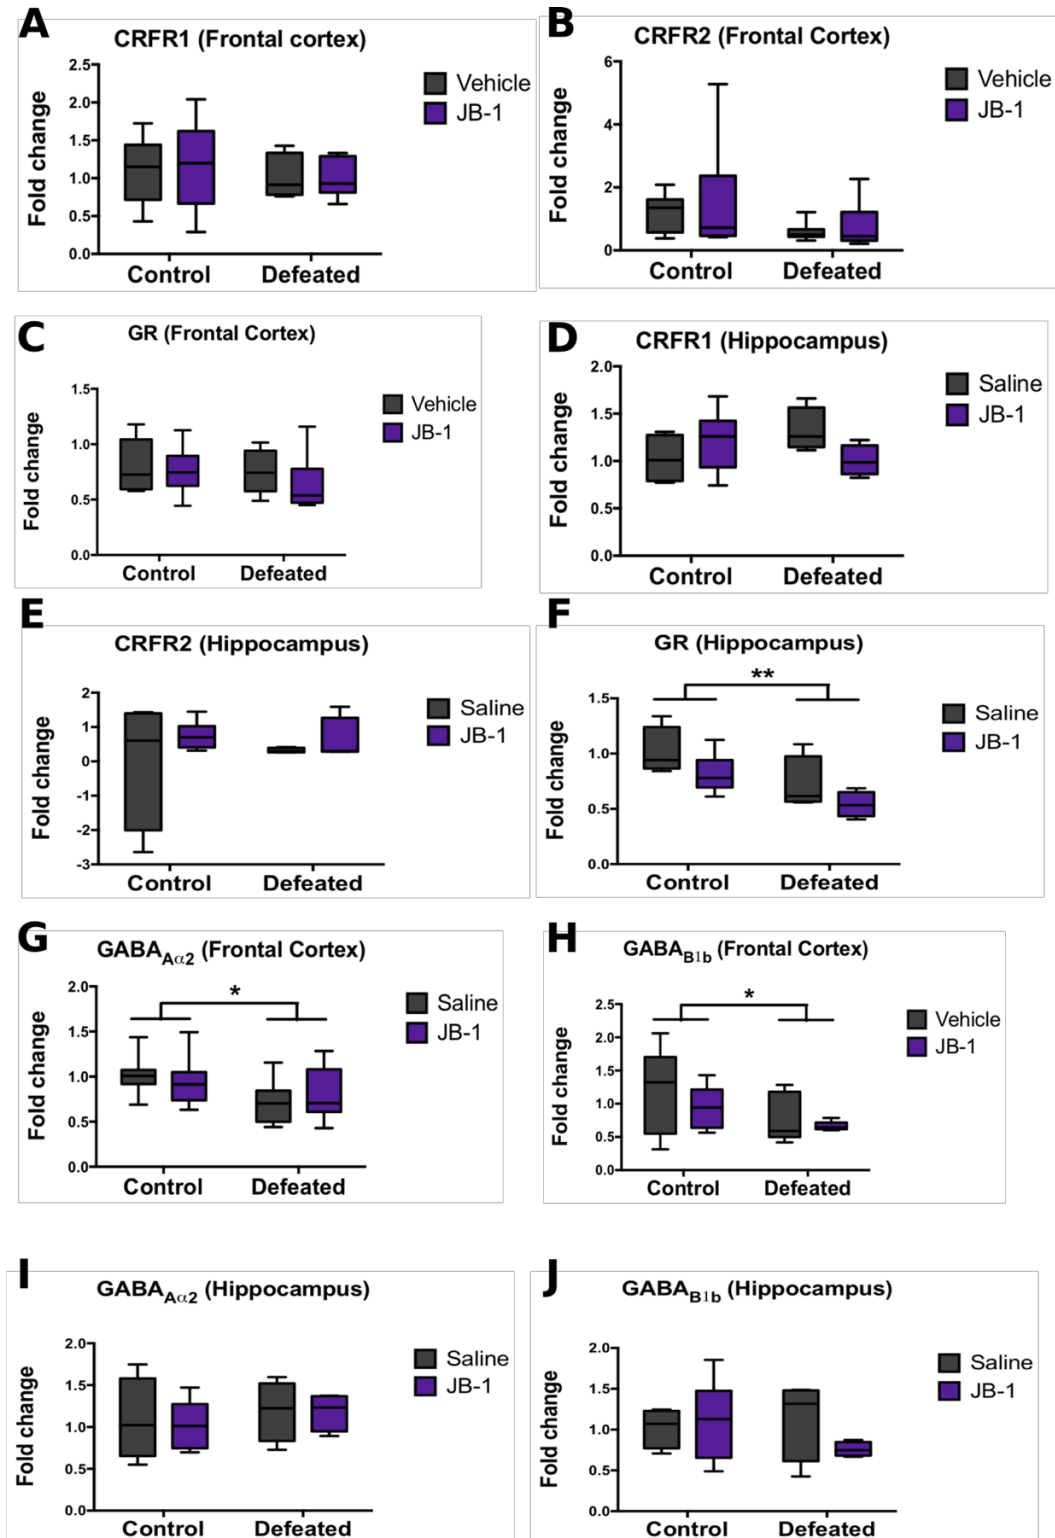 A
CRFR1 (Frontal cortex)
2.5
2.0
1.5
1.0
0.5
0.0
Fold change
Control
Defeated
Vehicle
JB-1
B
CRFR2 (Frontal Cortex)
6
4
2
0
Fold change
Control
Defeated
Vehicle
JB-1
C
GR (Frontal Cortex)
1.5
1.0
0.5
0.0
Fold change
Control
Defeated
Vehicle
JB-1
D
CRFR1 (Hippocampus)
2.0
1.5
1.0
0.5
0.0
Fold change
Control
Defeated
Saline
JB-1
E
CRFR2 (Hippocampus)
2
1
0
-1
-2
-3
Fold change
Control
Defeated
Saline
JB-1
F
GR (Hippocampus)
**
1.5
1.0
0.5
0.0
Fold change
Control
Defeated
Saline
JB-1
G
GABAAα2 (Frontal Cortex)
*
2.0
1.5
1.0
0.5
0.0
Fold change
Control
Defeated
Saline
JB-1
H
GABAB1b (Frontal Cortex)
*
2.5
2.0
1.5
1.0
0.5
0.0
Fold change
Control
Defeated
Vehicle
JB-1
I
GABAAα2 (Hippocampus)
2.0
1.5
1.0
0.5
0.0
Fold change
Control
Defeated
Saline
JB-1
J
GABAB1b (Hippocampus)
2.0
1.5
1.0
0.5
0.0
Fold change
Control
Defeated
Saline
JB-1